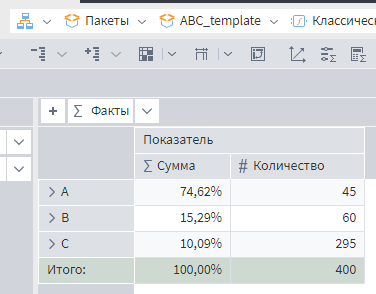 Пакеты ABC_template
+ Σ Факты
Показатель
Σ Сумма # Количество
A 74,62% 45
B 15,29% 60
C 10,09% 295
Итого: 100,00% 400